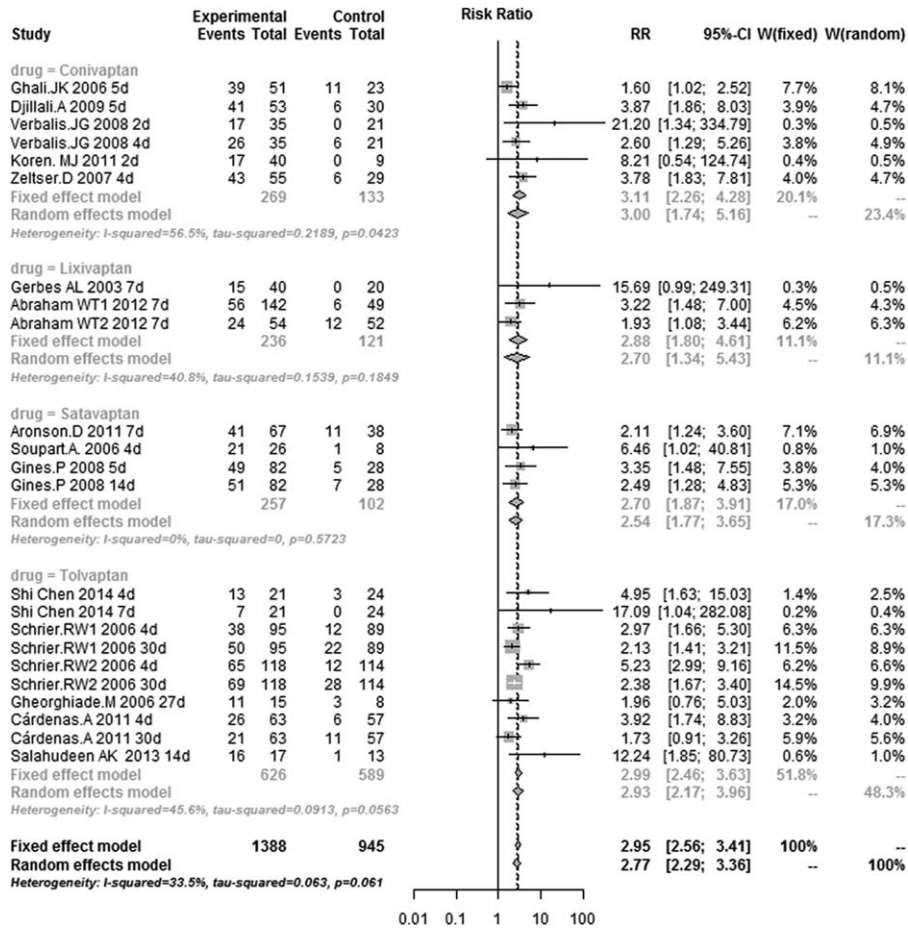 Experimental Control Risk Ratio
Study Events Total Events Total RR 95%-CI W(fixed) W(random)
drug = Conivaptan
Ghali.JK 2006 5d 39 51 11 23 1.60 [1.02; 2.52] 7.7% 8.1%
Djillali.A 2009 5d 41 53 6 30 3.87 [1.86; 8.03] 3.9% 4.7%
Verbalis.JG 2008 2d 17 35 0 21 21.20 [1.34; 334.79] 0.3% 0.5%
Verbalis.JG 2008 4d 26 35 6 21 2.60 [1.29; 5.26] 3.8% 4.9%
Koren. MJ 2011 2d 17 40 0 9 8.21 [0.54; 124.74] 0.4% 0.5%
Zeltser.D 2007 4d 43 55 6 29 3.78 [1.83; 7.81] 4.0% 4.7%
Fixed effect model 269 133 3.11 [2.26; 4.28] 20.1% --
Random effects model 3.00 [1.74; 5.16] -- 23.4%
Heterogeneity: I-squared=56.5%, tau-squared=0.2189, p=0.0423
drug = Lixivaptan
Gerbes AL 2003 7d 15 40 0 20 15.69 [0.99; 249.31] 0.3% 0.5%
Abraham WT1 2012 7d 56 142 6 49 3.22 [1.48; 7.00] 4.5% 4.3%
Abraham WT2 2012 7d 24 54 12 52 1.93 [1.08; 3.44] 6.2% 6.3%
Fixed effect model 236 121 2.88 [1.80; 4.61] 11.1% --
Random effects model 2.70 [1.34; 5.43] -- 11.1%
Heterogeneity: I-squared=40.8%, tau-squared=0.1539, p=0.1849
drug = Satavaptan
Aronson.D 2011 7d 41 67 11 38 2.11 [1.24; 3.60] 7.1% 6.9%
Soupart.A. 2006 4d 21 26 1 8 6.46 [1.02; 40.81] 0.8% 1.0%
Gines.P 2008 5d 49 82 5 28 3.35 [1.48; 7.55] 3.8% 4.0%
Gines.P 2008 14d 51 82 7 28 2.49 [1.28; 4.83] 5.3% 5.3%
Fixed effect model 257 102 2.70 [1.87; 3.91] 17.0% --
Random effects model 2.54 [1.77; 3.65] -- 17.3%
Heterogeneity: I-squared=0%, tau-squared=0, p=0.5723
drug = Tolvaptan
Shi Chen 2014 4d 13 21 3 24 4.95 [1.63; 15.03] 1.4% 2.5%
Shi Chen 2014 7d 7 21 0 24 17.09 [1.04; 282.08] 0.2% 0.4%
Schrier.RW1 2006 4d 38 95 12 89 2.97 [1.66; 5.30] 6.3% 6.3%
Schrier.RW1 2006 30d 50 95 22 89 2.13 [1.41; 3.21] 11.5% 8.9%
Schrier.RW2 2006 4d 65 118 12 114 5.23 [2.99; 9.16] 6.2% 6.6%
Schrier.RW2 2006 30d 69 118 28 114 2.38 [1.67; 3.40] 14.5% 9.9%
Gheorghiade.M 2006 27d 11 15 3 8 1.96 [0.76; 5.03] 2.0% 3.2%
Cárdenas.A 2011 4d 26 63 6 57 3.92 [1.74; 8.83] 3.2% 4.0%
Cárdenas.A 2011 30d 21 63 11 57 1.73 [0.91; 3.26] 5.9% 5.6%
Salahudeen AK 2013 14d 16 17 1 13 12.24 [1.85; 80.73] 0.6% 1.0%
Fixed effect model 626 589 2.99 [2.46; 3.63] 51.8% --
Random effects model 2.93 [2.17; 3.96] -- 48.3%
Heterogeneity: I-squared=45.6%, tau-squared=0.0913, p=0.0563
Fixed effect model 1388 945 2.95 [2.56; 3.41] 100% --
Random effects model 2.77 [2.29; 3.36] -- 100%
Heterogeneity: I-squared=33.5%, tau-squared=0.063, p=0.061
0.01 0.1 1 10 100